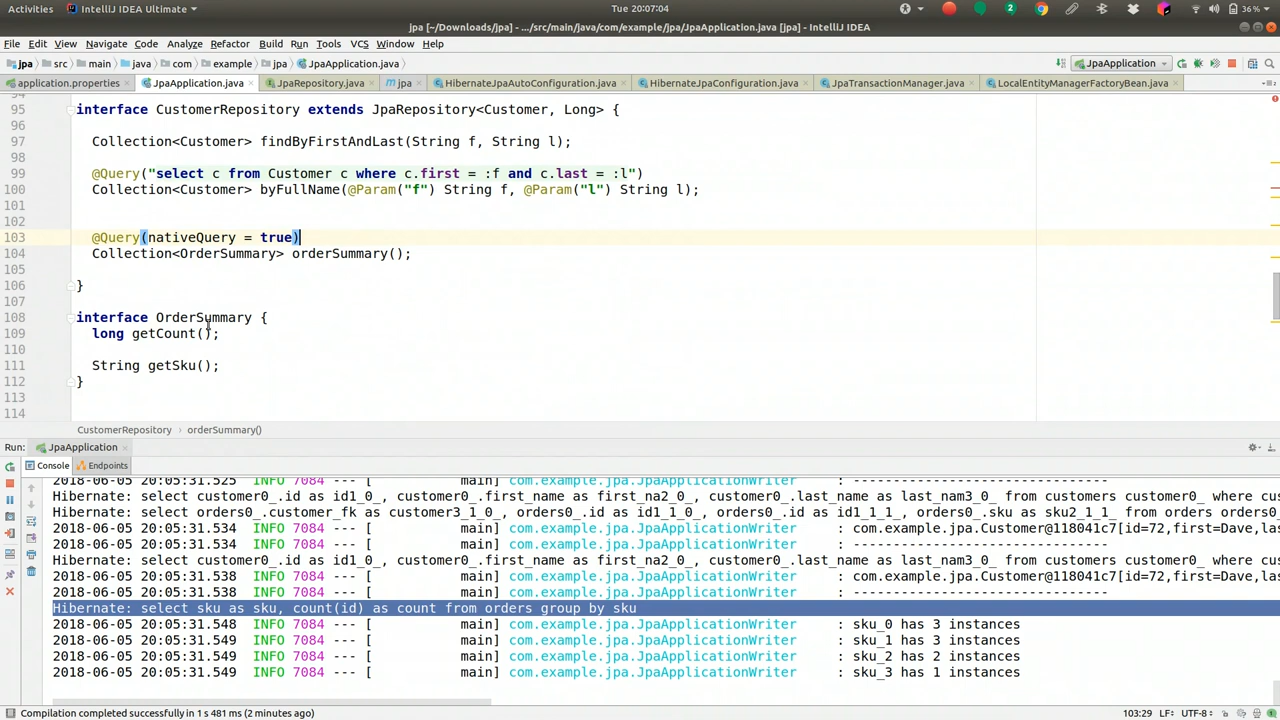 Activities IntelliJ IDEA Ultimate Tue 20:07:04 2 36%
jpa [~/Downloads/jpa] - .../src/main/java/com/example/jpa/JpaApplication.java [jpa] - IntelliJ IDEA
File Edit View Navigate Code Analyze Refactor Build Run Tools VCS Window Help
jpa src main java com example jpa JpaApplication.java JpaApplication
application.properties JpaApplication.java JpaRepository.java m jpa HibernateJpaAutoConfiguration.java HibernateJpaConfiguration.java JpaTransactionManager.java LocalEntityManagerFactoryBean.java
94
95 interface CustomerRepository extends JpaRepository<Customer, Long> {
96
97 Collection<Customer> findByFirstAndLast(String f, String l);
98
99 @Query("select c from Customer c where c.first = :f and c.last = :l")
100 Collection<Customer> byFullName(@Param("f") String f, @Param("l") String l);
101
102
103 @Query(nativeQuery = true)
104 Collection<OrderSummary> orderSummary();
105
106 }
107
108 interface OrderSummary {
109 long getCount();
110
111 String getSku();
112 }
113
114
CustomerRepository orderSummary()
Run: JpaApplication
Console Endpoints
2018-06-05 20:05:31.525 INFO 7084 --- [ main] com.example.jpa.JpaApplicationWriter : -------------------------------
Hibernate: select customer0_.id as id1_0_, customer0_.first_name as first_na2_0_, customer0_.last_name as last_nam3_0_ from customers customer0_ where cu
Hibernate: select orders0_.customer_fk as customer3_1_0_, orders0_.id as id1_1_0_, orders0_.id as id1_1_1_, orders0_.sku as sku2_1_1_ from orders orders0
2018-06-05 20:05:31.534 INFO 7084 --- [ main] com.example.jpa.JpaApplicationWriter : com.example.jpa.Customer@118041c7[id=72,first=Dave,las
2018-06-05 20:05:31.534 INFO 7084 --- [ main] com.example.jpa.JpaApplicationWriter : -------------------------------
Hibernate: select customer0_.id as id1_0_, customer0_.first_name as first_na2_0_, customer0_.last_name as last_nam3_0_ from customers customer0_ where cu
2018-06-05 20:05:31.538 INFO 7084 --- [ main] com.example.jpa.JpaApplicationWriter : com.example.jpa.Customer@118041c7[id=72,first=Dave,las
2018-06-05 20:05:31.538 INFO 7084 --- [ main] com.example.jpa.JpaApplicationWriter : -------------------------------
Hibernate: select sku as sku, count(id) as count from orders group by sku
2018-06-05 20:05:31.548 INFO 7084 --- [ main] com.example.jpa.JpaApplicationWriter : sku_0 has 3 instances
2018-06-05 20:05:31.549 INFO 7084 --- [ main] com.example.jpa.JpaApplicationWriter : sku_1 has 3 instances
2018-06-05 20:05:31.549 INFO 7084 --- [ main] com.example.jpa.JpaApplicationWriter : sku_2 has 2 instances
2018-06-05 20:05:31.549 INFO 7084 --- [ main] com.example.jpa.JpaApplicationWriter : sku_3 has 1 instances
Compilation completed successfully in 1 s 481 ms (2 minutes ago) 103:29 LF÷ UTF-8÷